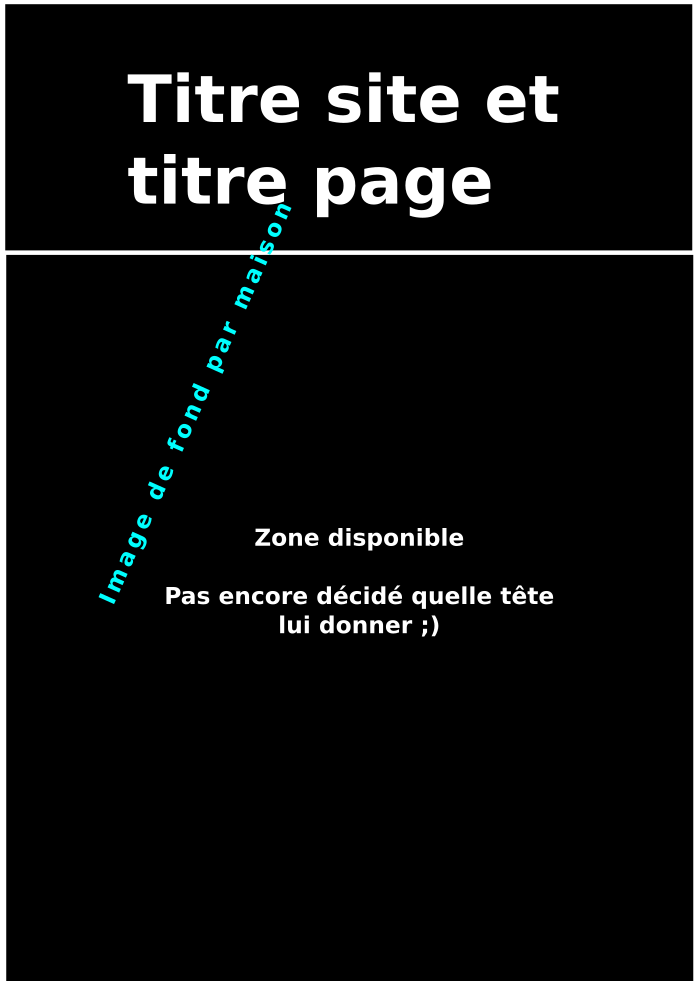 Titre site et
titre page
Image de fond par maison
Zone disponible
Pas encore décidé quelle tête
lui donner ;)